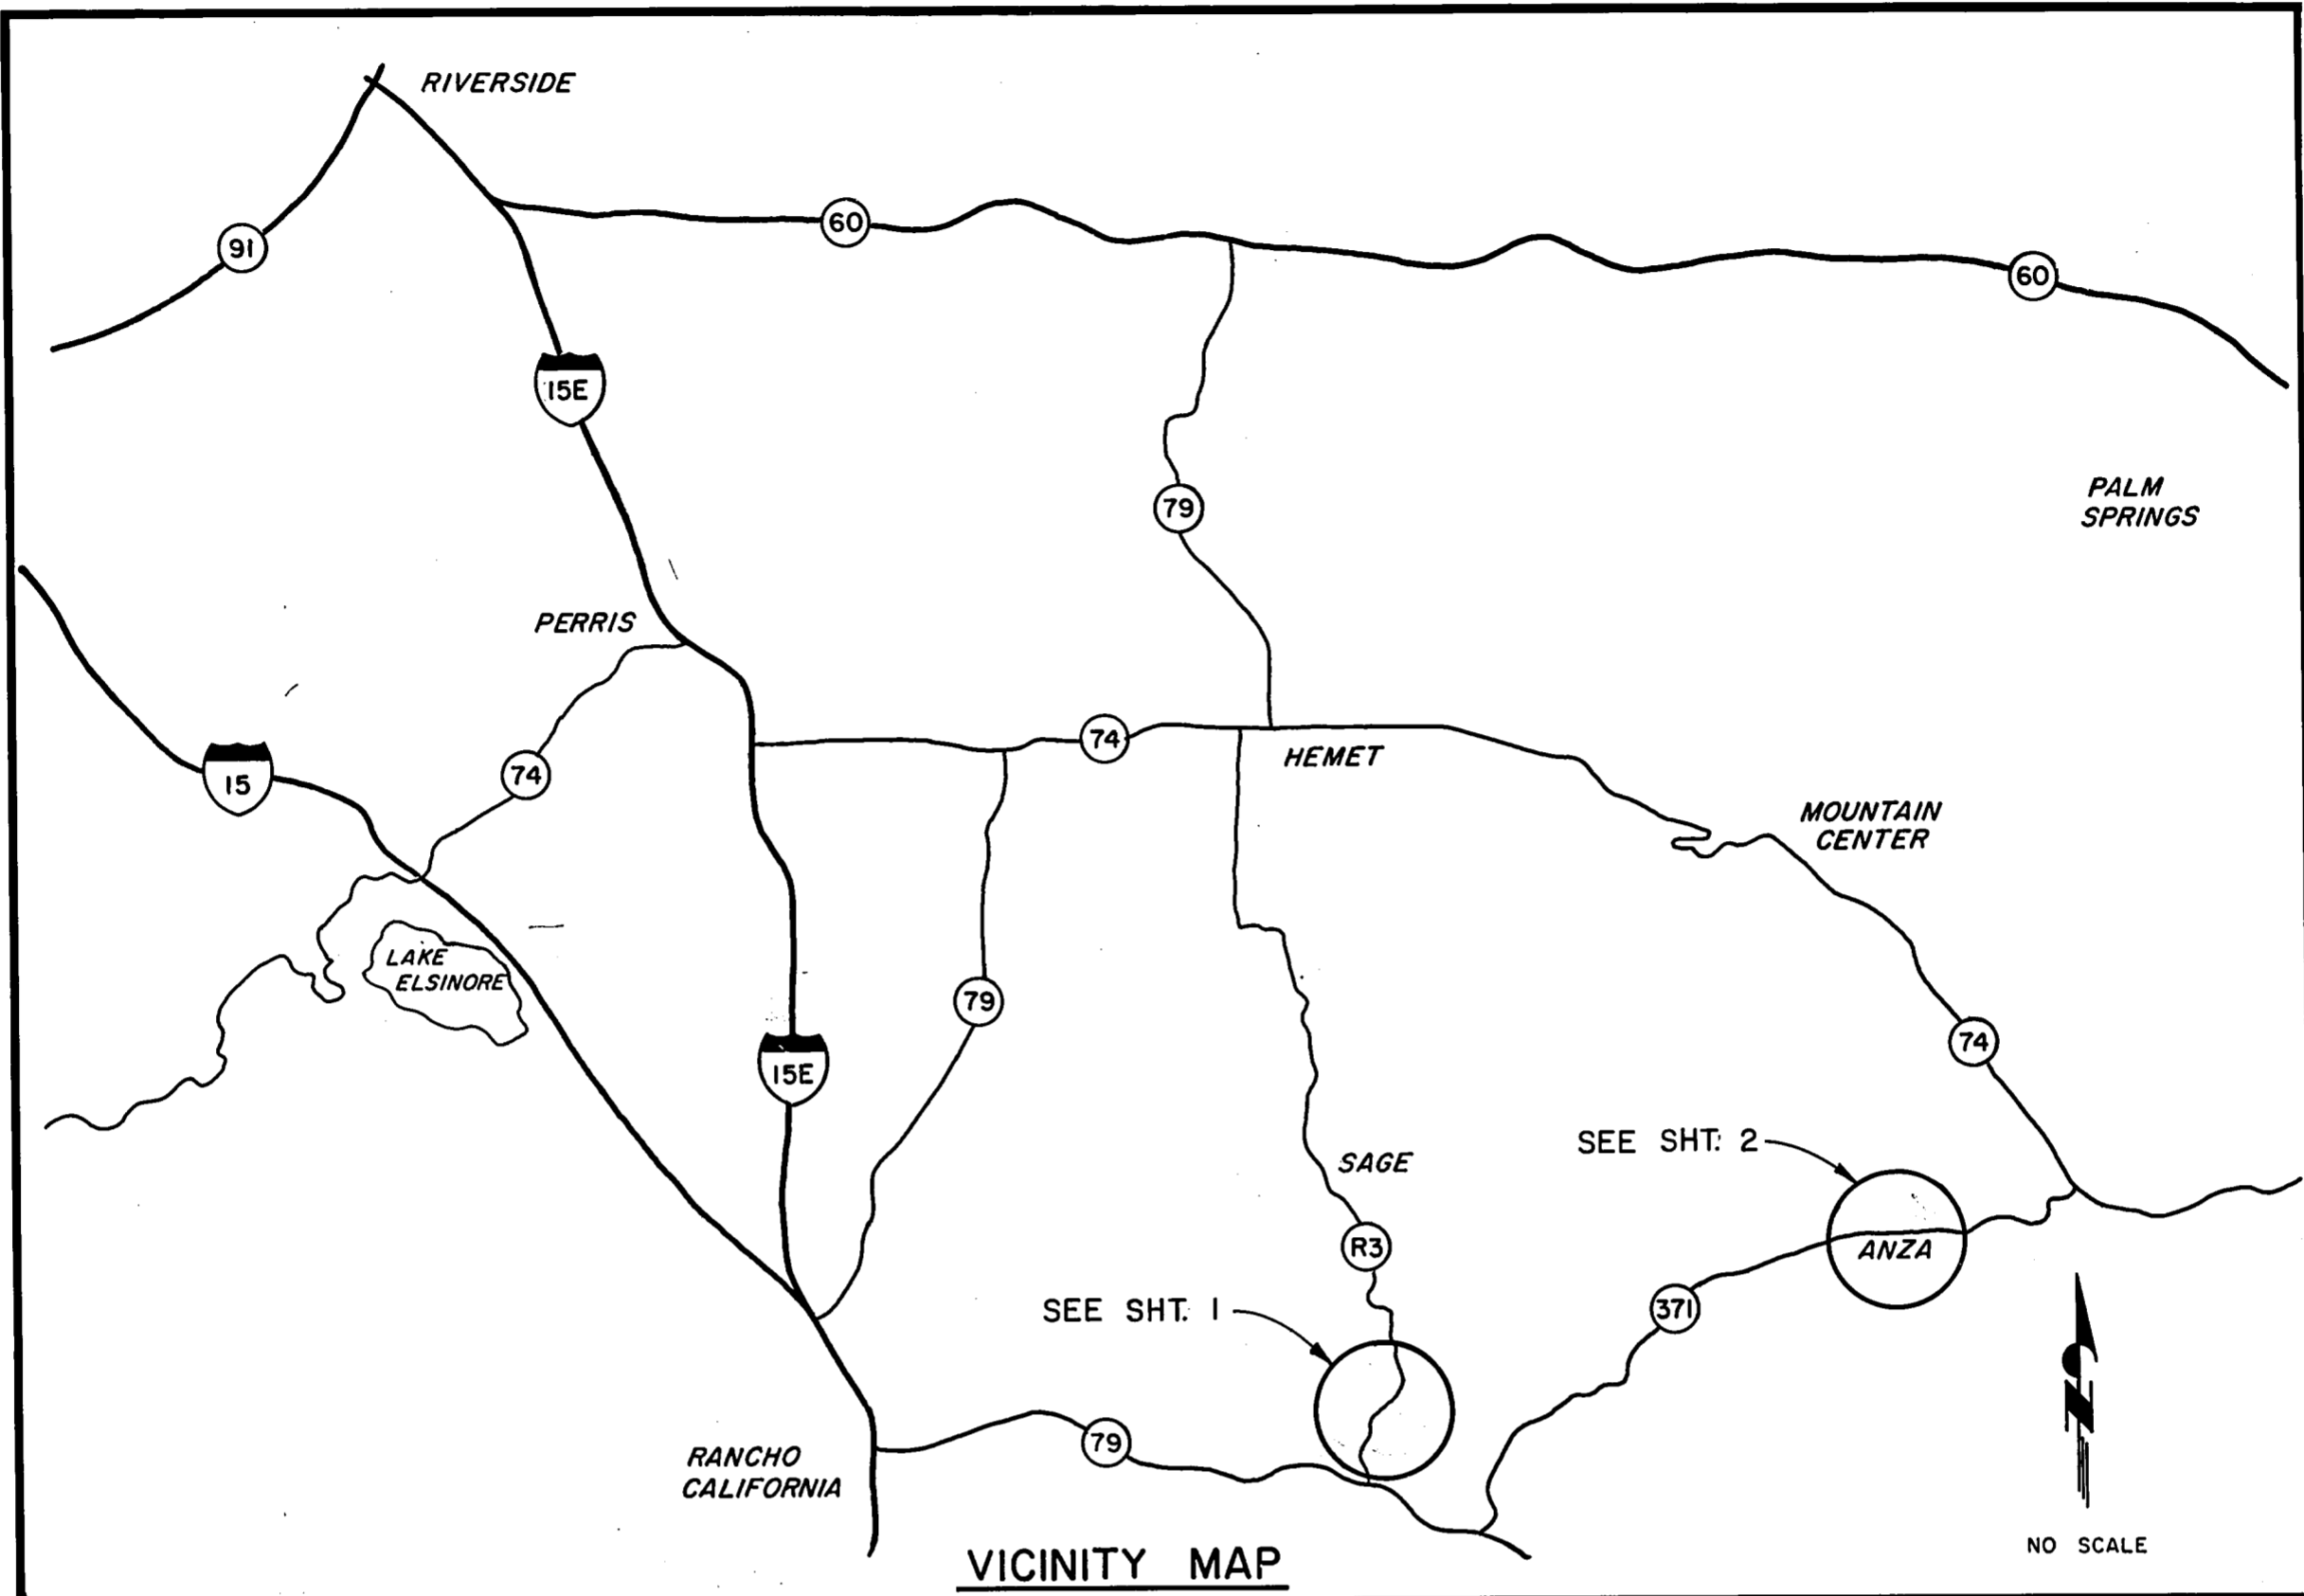 RIVERSIDE
91
60
60
15E
PALM
SPRINGS
79
PERRIS
74
HEMET
74
15
MOUNTAIN
CENTER
LAKE
ELSINORE
79
74
15E
SEE SHT. 2
SAGE
R3
ANZA
SEE SHT. 1
371
79
RANCHO
CALIFORNIA
N
NO SCALE
VICINITY MAP